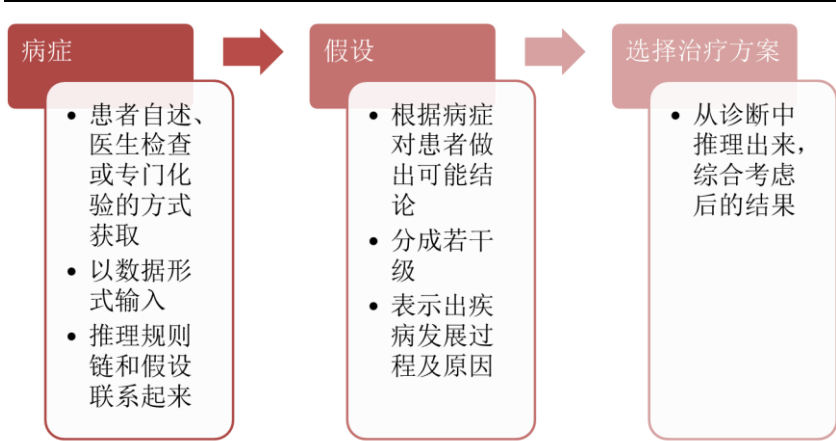 病症
患者自述、
医生检查
或专门化
验的方式
获取
以数据形
式输入
推理规则
链和假设
联系起来
假设
根据病症
对患者做
出可能结
论
分成若干
级
表示出疾
病发展过
程及原因
选择治疗方案
从诊断中
推理出来，
综合考虑
后的结果